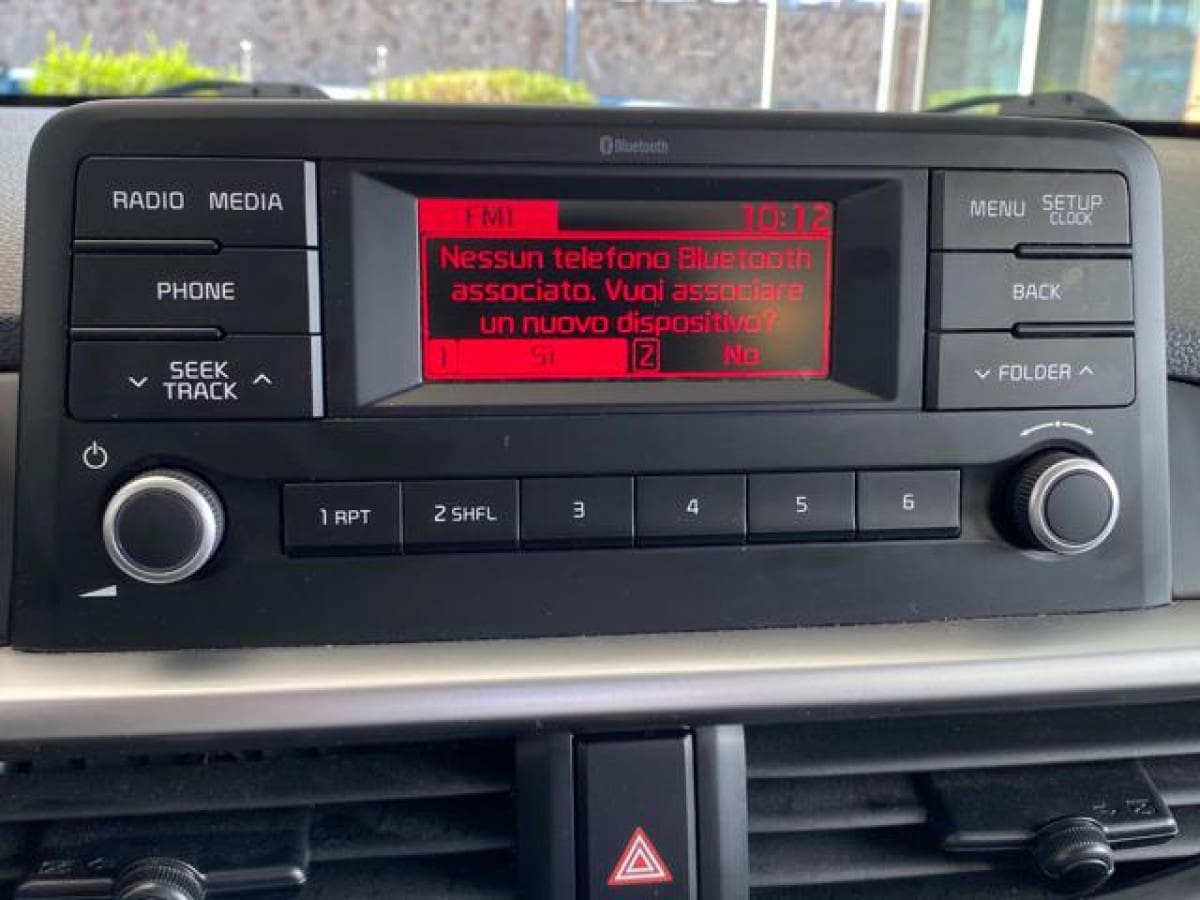 Bluetooth
RADIO MEDIA
PHONE
SEEK
TRACK
FM1 10:12
Nessun telefono Bluetooth
associato. Vuoi associare
un nuovo dispositivo?
1 Sì 2 No
MENU SETUP
CLOCK
BACK
FOLDER
1 RPT 2 SHFL 3 4 5 6